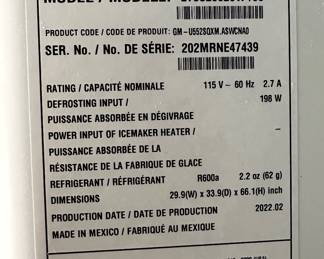 PRODUCT CODE / CODE DE PRODUIT: GM-U552SQXM.ASWCNA0
SER. No. / No. DE SÉRIE: 202MRNE47439
RATING / CAPACITÉ NOMINALE 115 V~ 60 Hz 2.7 A
DEFROSTING INPUT / 198 W
PUISSANCE ABSORBÉE EN DÉGIVRAGE
POWER INPUT OF ICEMAKER HEATER / –
PUISSANCE ABSORBÉE DE LA
RÉSISTANCE DE LA FABRIQUE DE GLACE
REFRIGERANT / RÉFRIGÉRANT R600a 2.2 oz (62 g)
DIMENSIONS 29.9(W) x 33.9(D) x 66.1(H) inch
PRODUCTION DATE / DATE DE PRODUCTION 2022.02
MADE IN MEXICO / FABRIQUÉ AU MEXIQUE